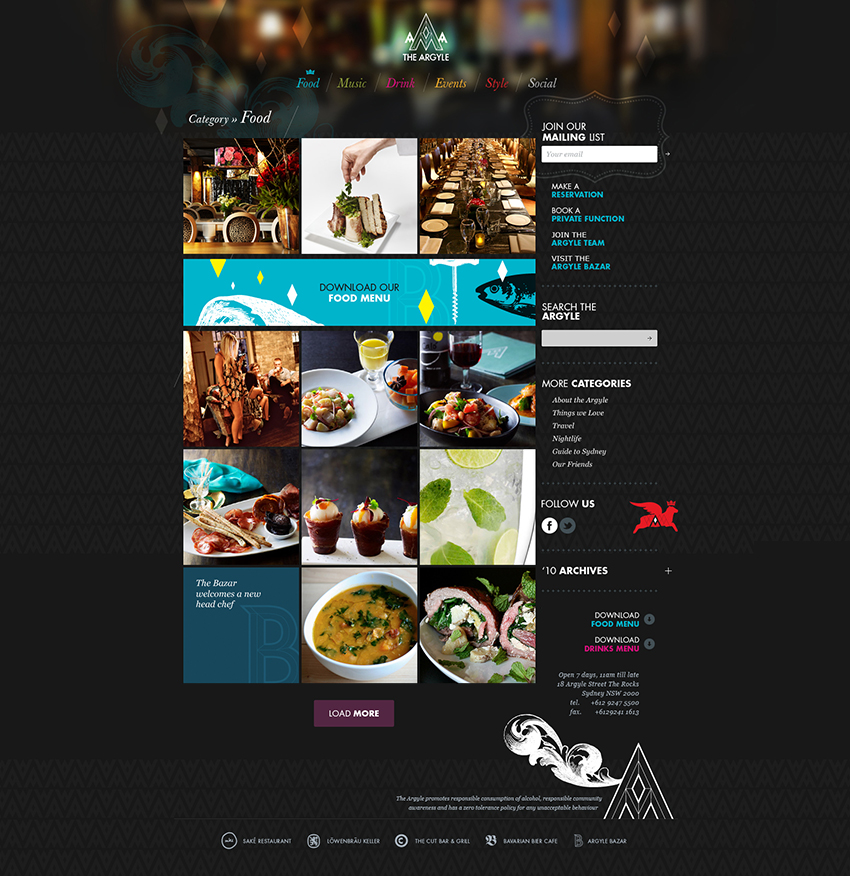 THE ARGYLE
Food / Music / Drink / Events / Style / Social
Category » Food
JOIN OUR
MAILING LIST
Your email
MAKE A
RESERVATION
BOOK A
PRIVATE FUNCTION
JOIN THE
ARGYLE TEAM
VISIT THE
ARGYLE BAZAR
DOWNLOAD OUR
FOOD MENU
SEARCH THE
ARGYLE
MORE CATEGORIES
About the Argyle
Things we Love
Travel
Nightlife
Guide to Sydney
Our Friends
FOLLOW US
The Bazar
welcomes a new
head chef
B
'10 ARCHIVES +
DOWNLOAD
FOOD MENU
DOWNLOAD
DRINKS MENU
Open 7 days, 11am till late
18 Argyle Street The Rocks
Sydney NSW 2000
tel. +612 9247 5500
fax. +6129241 1613
LOAD MORE
The Argyle promotes responsible consumption of alcohol, responsible community
awareness and has a zero tolerance policy for any unacceptable behaviour
SAKÉ RESTAURANT
LÖWENBRÄU KELLER
THE CUT BAR & GRILL
BAVARIAN BIER CAFE
ARGYLE BAZAR